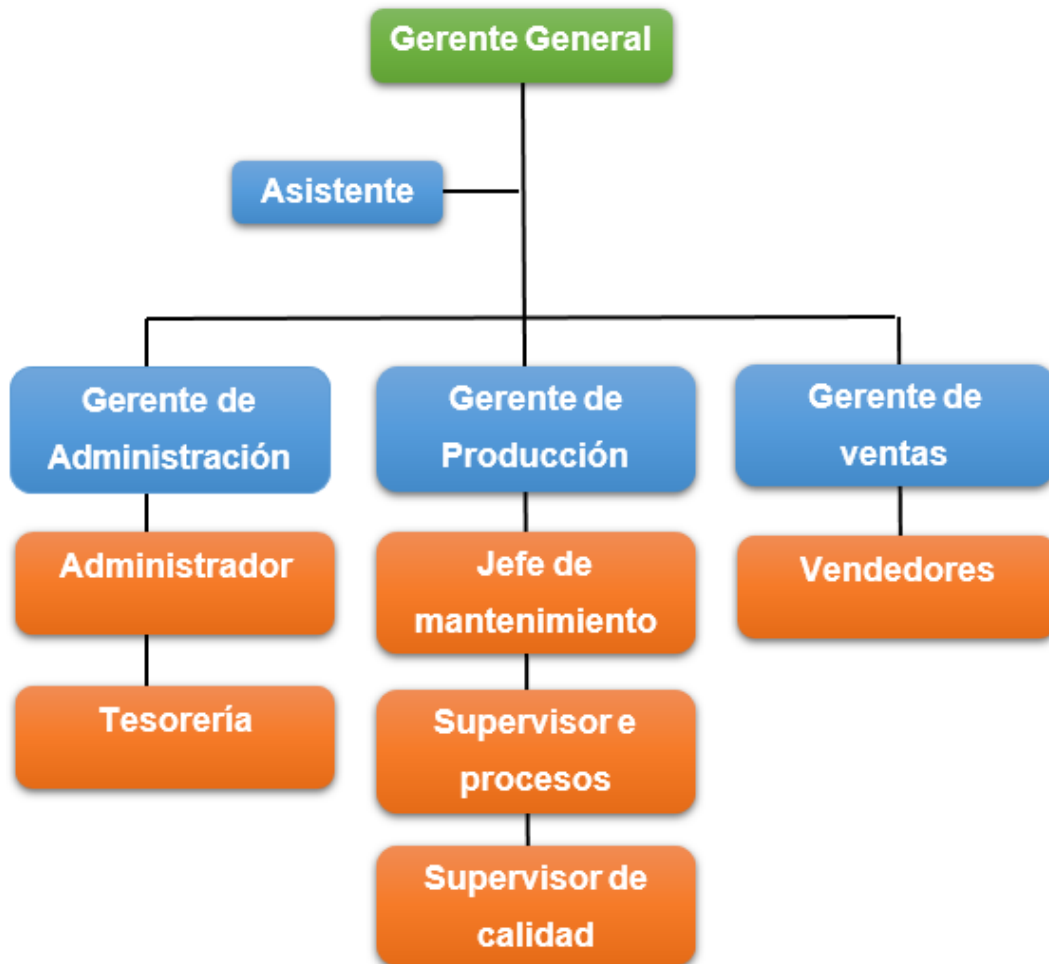 Gerente General
Asistente
Gerente de
Administración
Gerente de
Producción
Gerente de
ventas
Administrador
Jefe de
mantenimiento
Vendedores
Tesorería
Supervisor e
procesos
Supervisor de
calidad